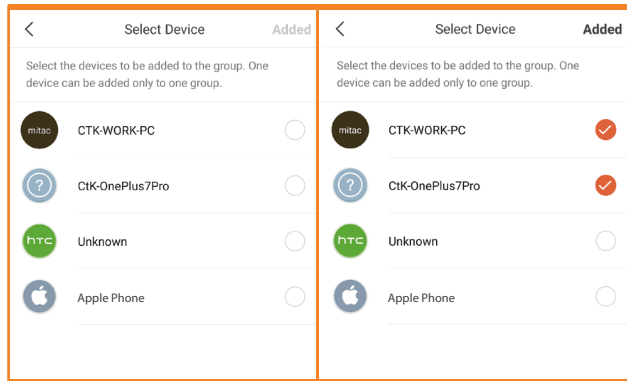 Select Device Added
Select the devices to be added to the group. One
device can be added only to one group.
mitac CTK-WORK-PC
? CtK-OnePlus7Pro
hTC Unknown
Apple Phone
Select Device Added
Select the devices to be added to the group. One
device can be added only to one group.
mitac CTK-WORK-PC
? CtK-OnePlus7Pro
hTC Unknown
Apple Phone